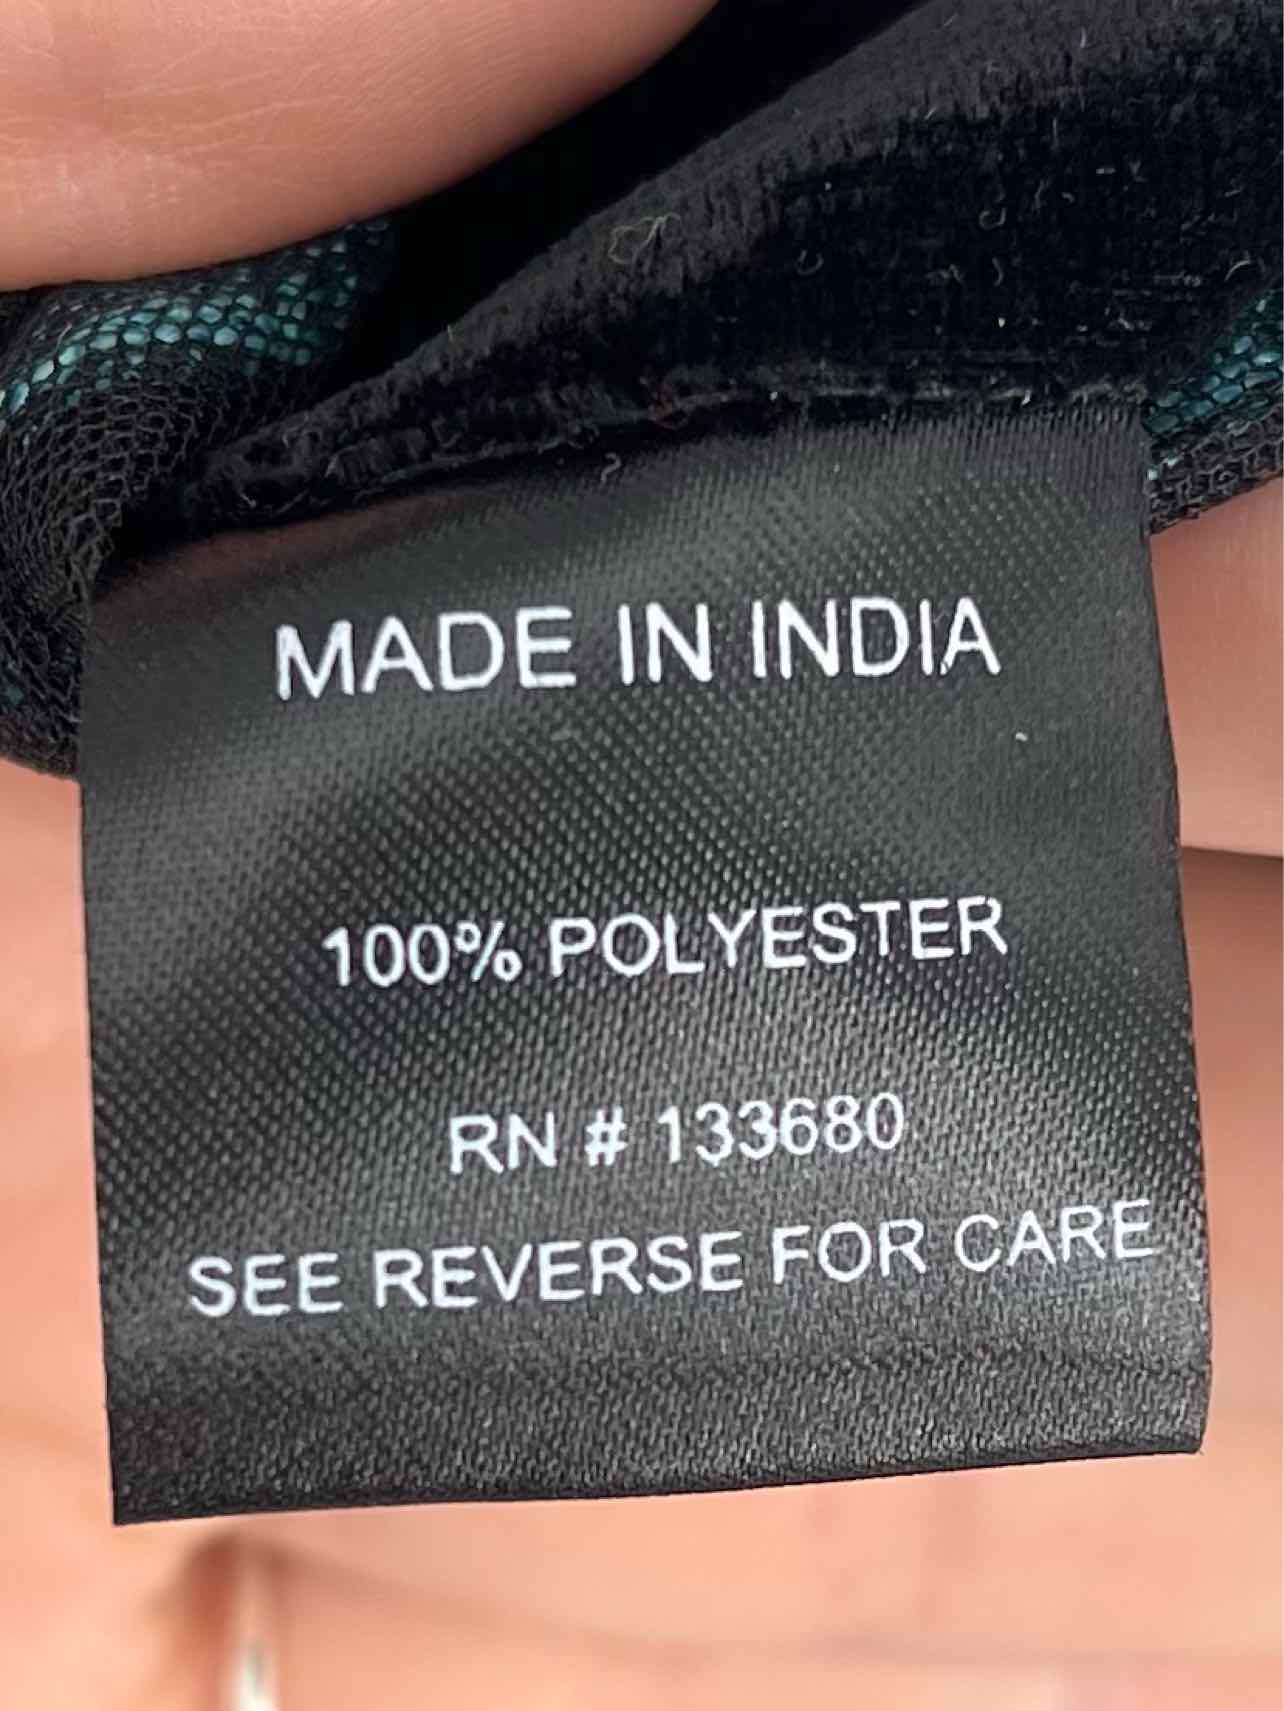 MADE IN INDIA
100% POLYESTER
RN # 133680
SEE REVERSE FOR CARE